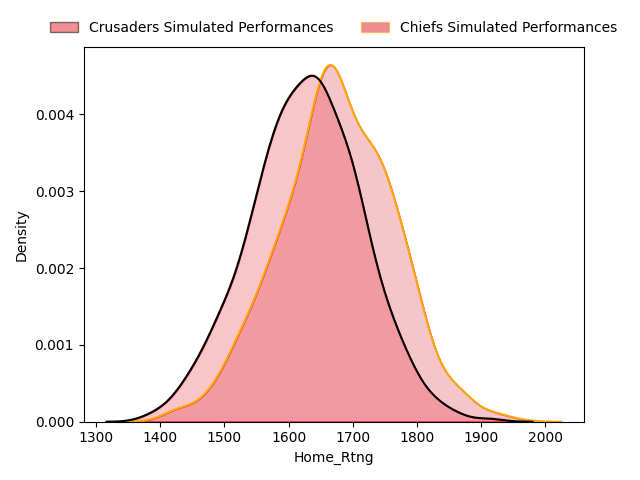 Crusaders Simulated Performances Chiefs Simulated Performances
Density
0.004
0.003
0.002
0.001
0.000
1300 1400 1500 1600 1700 1800 1900 2000
Home_Rtng